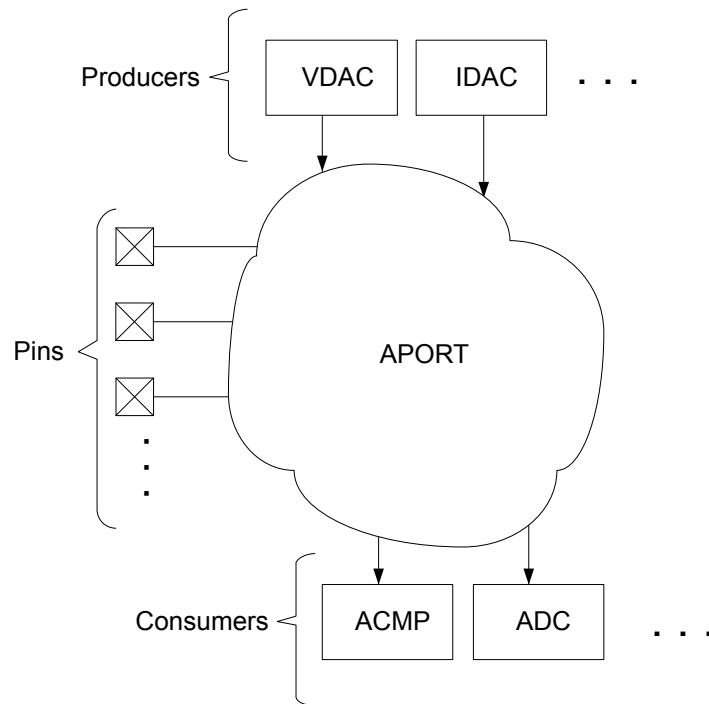 Producers
VDAC
IDAC
. . .
Pins
APORT
.
.
.
Consumers
ACMP
ADC
. . .